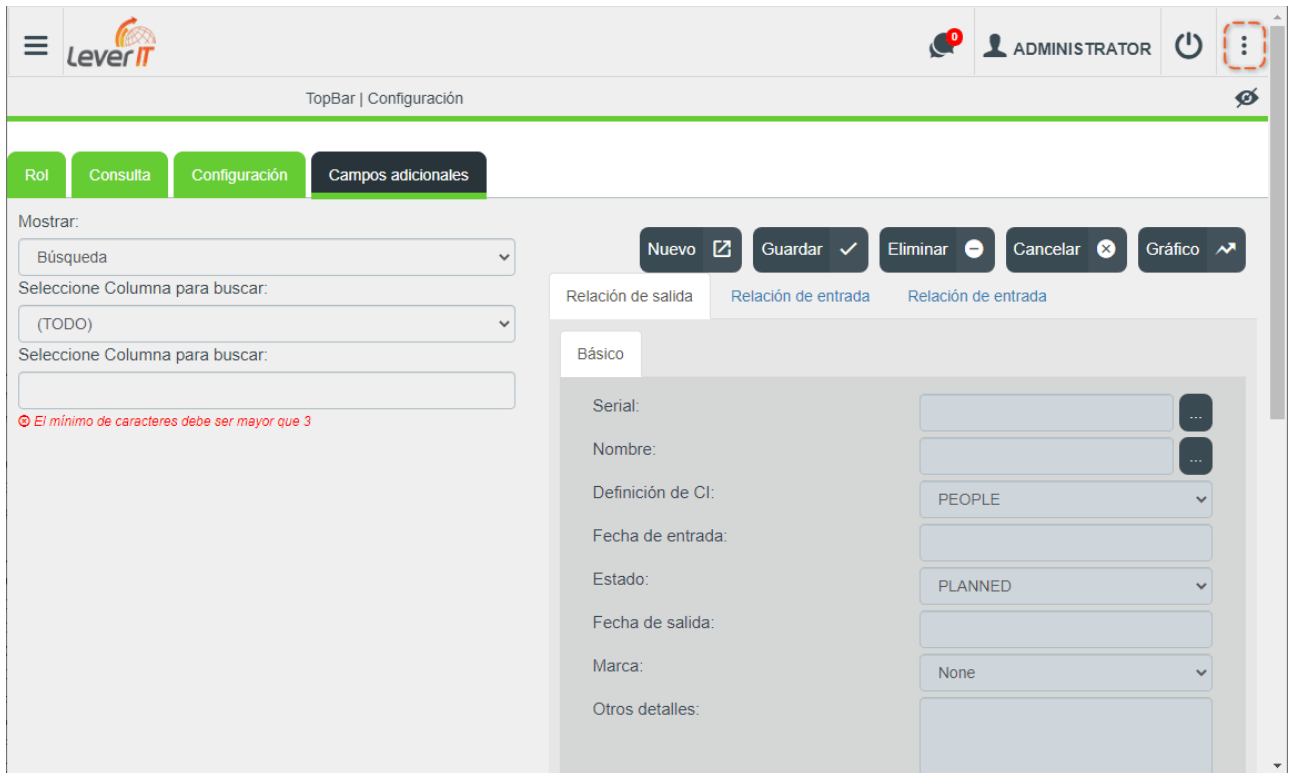 LeverIT
0
ADMINISTRATOR
TopBar | Configuración
Rol
Consulta
Configuración
Campos adicionales
Mostrar:
Búsqueda
Seleccione Columna para buscar:
(TODO)
Seleccione Columna para buscar:
El mínimo de caracteres debe ser mayor que 3
Nuevo
Guardar
Eliminar
Cancelar
Gráfico
Relación de salida
Relación de entrada
Relación de entrada
Básico
Serial:
...
Nombre:
...
Definición de CI:
PEOPLE
Fecha de entrada:
Estado:
PLANNED
Fecha de salida:
Marca:
None
Otros detalles: